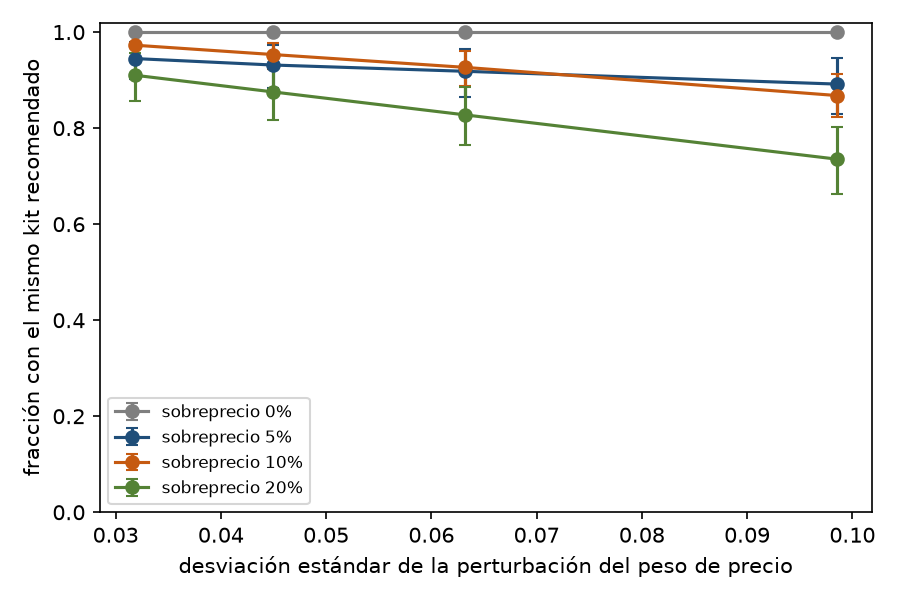 fracción con el mismo kit recomendado
1.0
0.8
0.6
0.4
0.2
0.0
sobreprecio 0%
sobreprecio 5%
sobreprecio 10%
sobreprecio 20%
0.03 0.04 0.05 0.06 0.07 0.08 0.09 0.10
desviación estándar de la perturbación del peso de precio